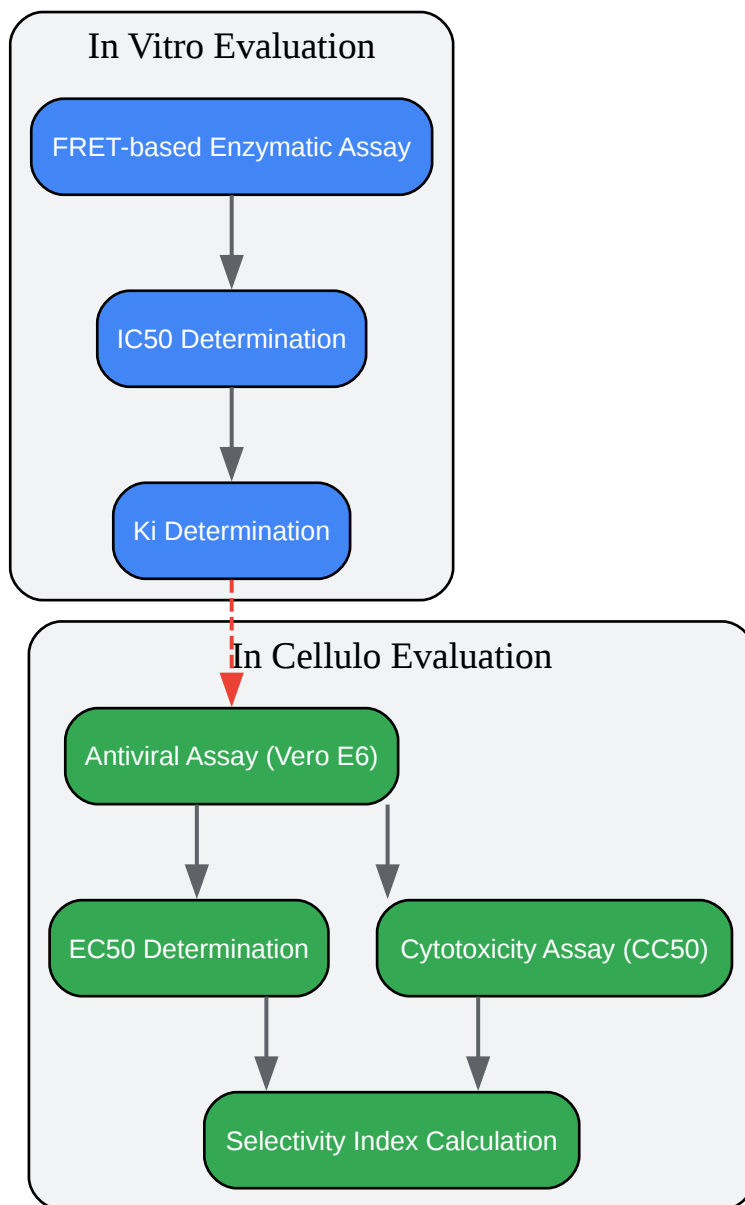 In Vitro Evaluation
FRET-based Enzymatic Assay
IC50 Determination
Ki Determination
In Cellulo Evaluation
Antiviral Assay (Vero E6)
EC50 Determination
Cytotoxicity Assay (CC50)
Selectivity Index Calculation